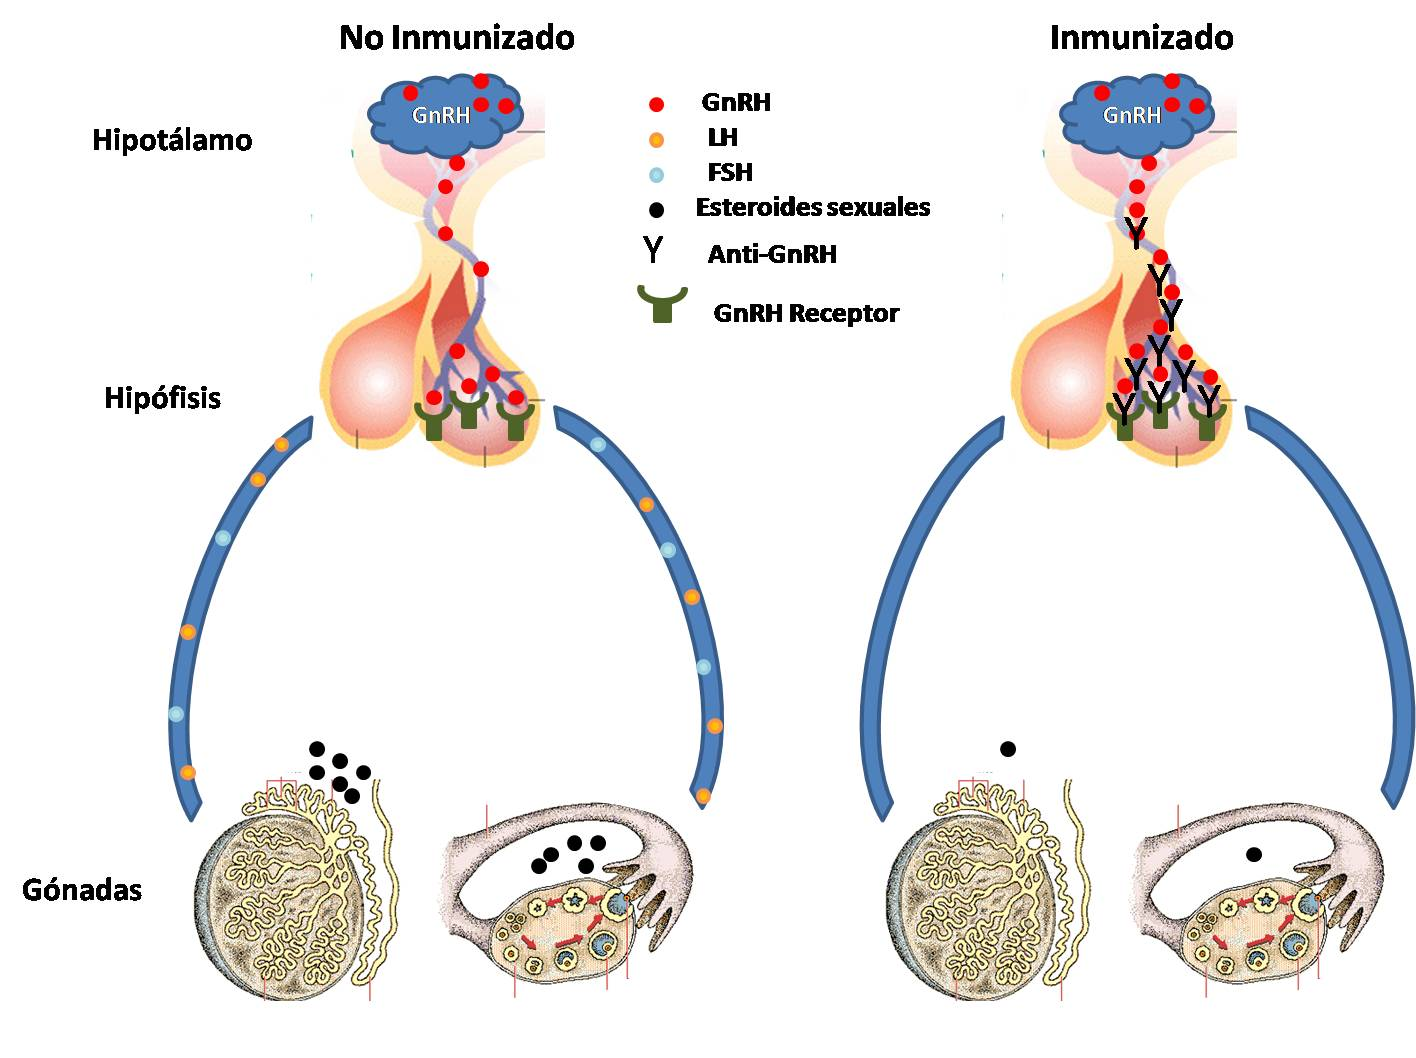 No Inmunizado
Inmunizado
GnRH
GnRH
Hipotálamo
GnRH
LH
FSH
Esteroides sexuales
Anti-GnRH
GnRH Receptor
Hipófisis
Gónadas